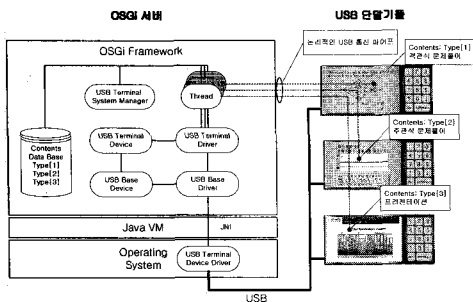 OSGi 서버
USB 단말기들
OSGi Framework
논리적인 USB 통신 파이프
Contents: Type[1]
객관식 문제풀이
USB Terminal
System Manager
Thread
Contents: Type[2]
주관식 문제풀이
Contents
Data Base
Type[1]
Type[2]
Type[3]
USB Terminal
Device
USB Terminal
Driver
USB Base
Device
USB Base
Driver
Contents: Type[3]
프리젠테이션
Java VM
JNI
Operating
System
USB Terminal
Device Driver
USB